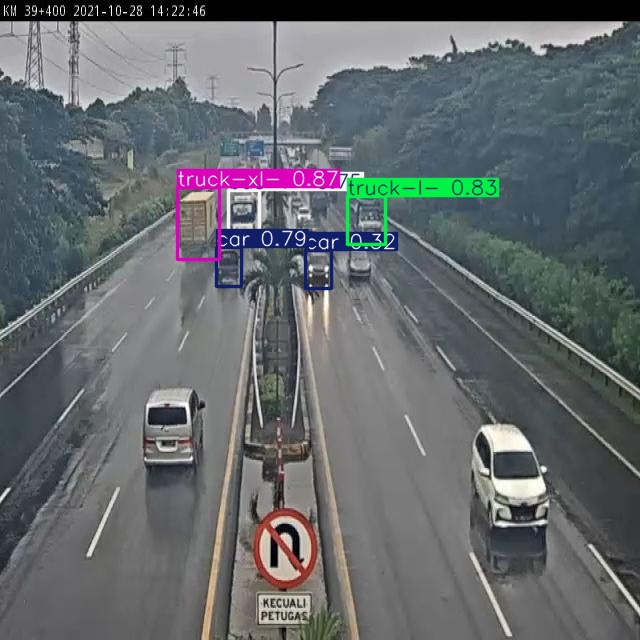 KM 39+400 2021-10-28 14:22:46
truck-xl- 0.87
truck-l- 0.83
car 0.79
car 0.32
KECUALI
PETUGAS